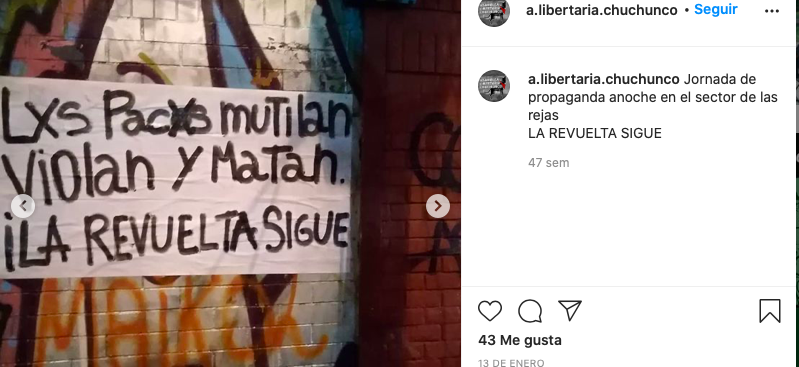 LXS Pacxs mutilan
Violan y Matan.
¡LA REVUELTA SIGUE
MAIKEL
a.libertaria.chuchunco • Seguir
a.libertaria.chuchunco Jornada de
propaganda anoche en el sector de las
rejas
LA REVUELTA SIGUE
47 sem
43 Me gusta
13 DE ENERO